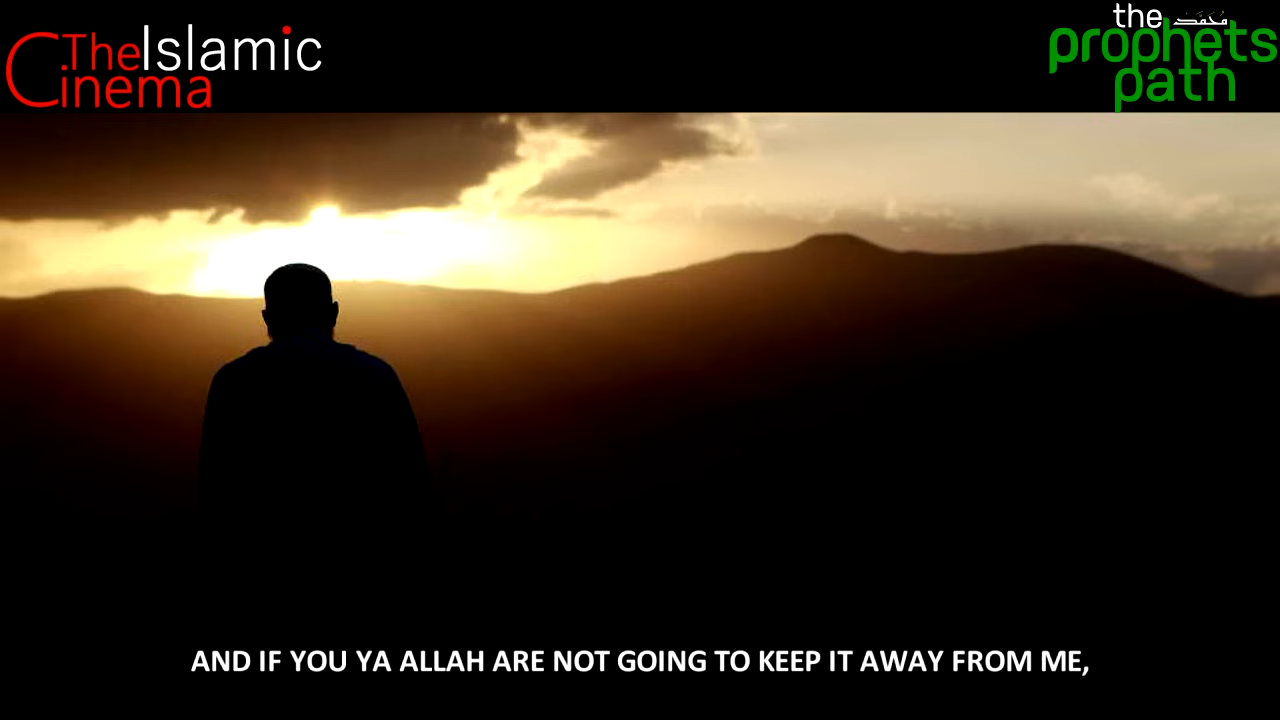 TheIslamic
Cinema
the محمد
prophets
path
AND IF YOU YA ALLAH ARE NOT GOING TO KEEP IT AWAY FROM ME,